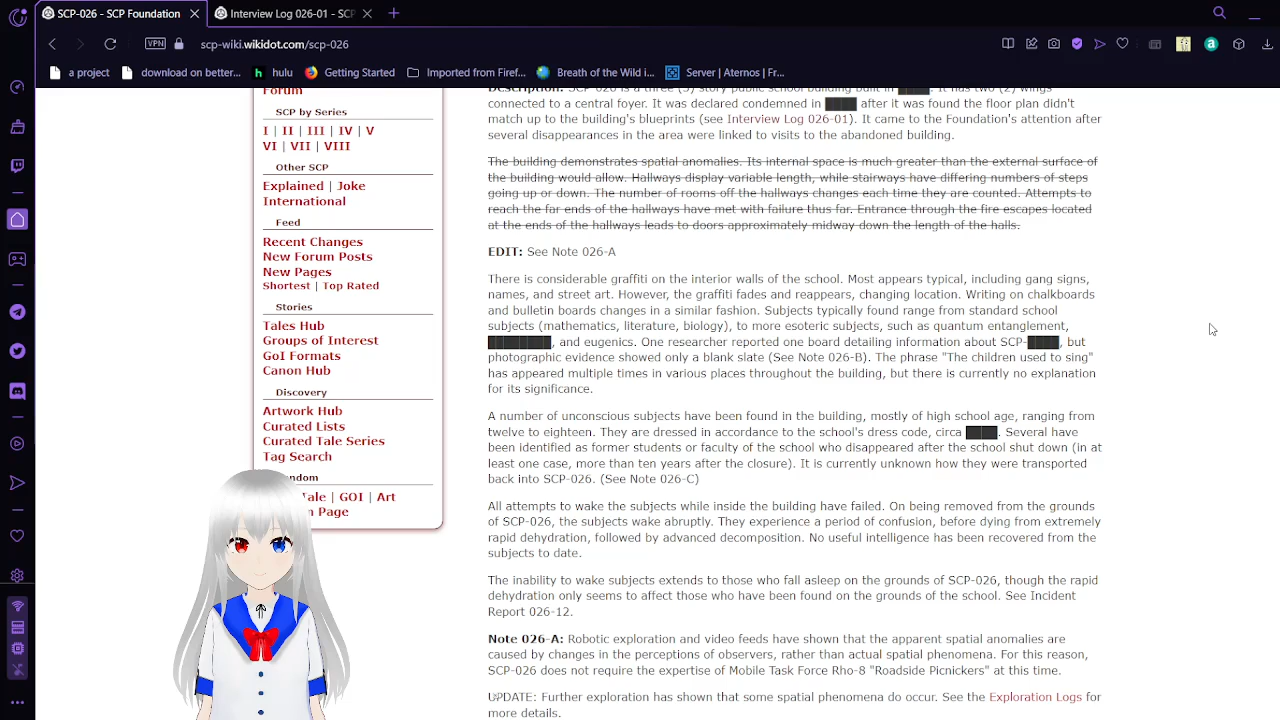 SCP-026 - SCP Foundation
Interview Log 026-01 - SCP
VPN
scp-wiki.wikidot.com/scp-026
a project
download on better...
hulu
Getting Started
Imported from Firef...
Breath of the Wild i...
Server | Aternos | Fr...
Forum
SCP by Series
I | II | III | IV | V
VI | VII | VIII
Other SCP
Explained | Joke
International
Feed
Recent Changes
New Forum Posts
New Pages
Shortest | Top Rated
Stories
Tales Hub
Groups of Interest
GoI Formats
Canon Hub
Discovery
Artwork Hub
Curated Lists
Curated Tale Series
Tag Search
Tale | GOI | Art
Page
Description: SCP-026 is a three (3) story public school building built in ████. It has two (2) wings
connected to a central foyer. It was declared condemned in ████ after it was found the floor plan didn't
match up to the building's blueprints (see Interview Log 026-01). It came to the Foundation's attention after
several disappearances in the area were linked to visits to the abandoned building.
The building demonstrates spatial anomalies. Its internal space is much greater than the external surface of
the building would allow. Hallways display variable length, while stairways have differing numbers of steps
going up or down. The number of rooms off the hallways changes each time they are counted. Attempts to
reach the far ends of the hallways have met with failure thus far. Entrance through the fire escapes located
at the ends of the hallways leads to doors approximately midway down the length of the halls.
EDIT: See Note 026-A
There is considerable graffiti on the interior walls of the school. Most appears typical, including gang signs,
names, and street art. However, the graffiti fades and reappears, changing location. Writing on chalkboards
and bulletin boards changes in a similar fashion. Subjects typically found range from standard school
subjects (mathematics, literature, biology), to more esoteric subjects, such as quantum entanglement,
████████, and eugenics. One researcher reported one board detailing information about SCP-████, but
photographic evidence showed only a blank slate (See Note 026-B). The phrase "The children used to sing"
has appeared multiple times in various places throughout the building, but there is currently no explanation
for its significance.
A number of unconscious subjects have been found in the building, mostly of high school age, ranging from
twelve to eighteen. They are dressed in accordance to the school's dress code, circa ████. Several have
been identified as former students or faculty of the school who disappeared after the school shut down (in at
least one case, more than ten years after the closure). It is currently unknown how they were transported
back into SCP-026. (See Note 026-C)
All attempts to wake the subjects while inside the building have failed. On being removed from the grounds
of SCP-026, the subjects wake abruptly. They experience a period of confusion, before dying from extremely
rapid dehydration, followed by advanced decomposition. No useful intelligence has been recovered from the
subjects to date.
The inability to wake subjects extends to those who fall asleep on the grounds of SCP-026, though the rapid
dehydration only seems to affect those who have been found on the grounds of the school. See Incident
Report 026-12.
Note 026-A: Robotic exploration and video feeds have shown that the apparent spatial anomalies are
caused by changes in the perceptions of observers, rather than actual spatial phenomena. For this reason,
SCP-026 does not require the expertise of Mobile Task Force Rho-8 "Roadside Picnickers" at this time.
UPDATE: Further exploration has shown that some spatial phenomena do occur. See the Exploration Logs for
more details.